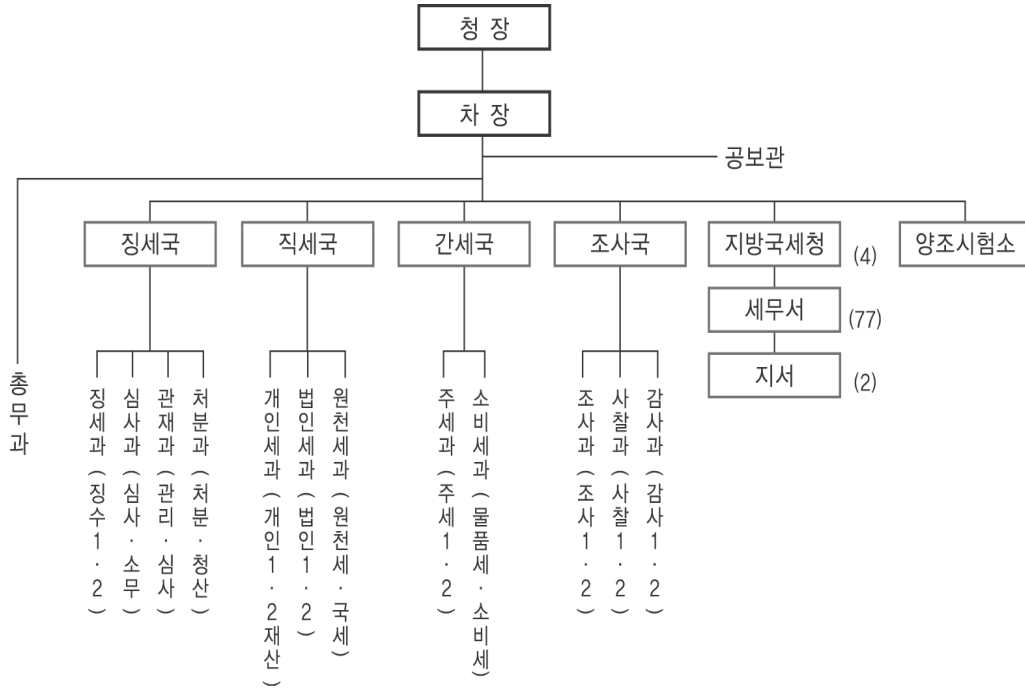 청 장
차 장
공보관
징세국
직세국
간세국
조사국
지방국세청
(4)
양조시험소
세무서
(77)
지서
(2)
총무과
징세과(징수1·2)
심사과(심사·소무)
관재과(관리·심사)
처분과(처분·청산)
개인세과(개인1·2재산)
법인세과(법인1·2)
원천세과(원천세·국세)
주세과(주세1·2)
소비세과(물품세·소비세)
조사과(조사1·2)
사찰과(사찰1·2)
감사과(감사1·2)